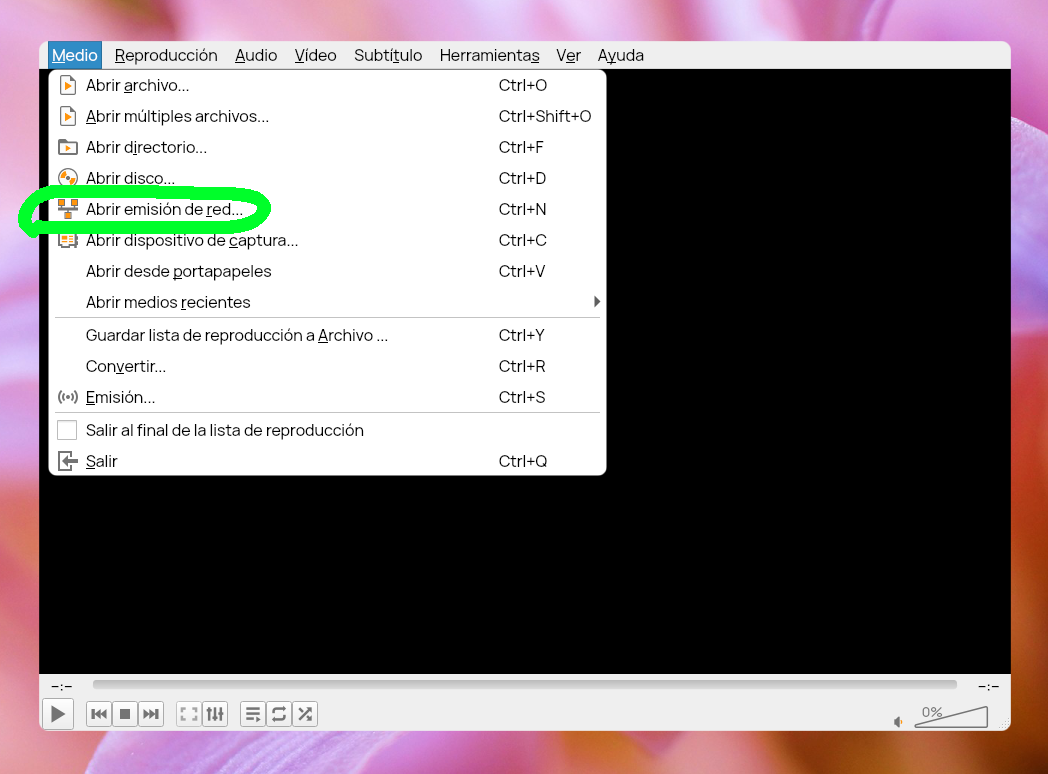 Medio Reproducción Audio Vídeo Subtítulo Herramientas Ver Ayuda
Abrir archivo... Ctrl+O
Abrir múltiples archivos... Ctrl+Shift+O
Abrir directorio... Ctrl+F
Abrir disco... Ctrl+D
Abrir emisión de red... Ctrl+N
Abrir dispositivo de captura... Ctrl+C
Abrir desde portapapeles Ctrl+V
Abrir medios recientes
Guardar lista de reproducción a Archivo ... Ctrl+Y
Convertir... Ctrl+R
Emisión... Ctrl+S
Salir al final de la lista de reproducción
Salir Ctrl+Q
--:-- --:--
0%